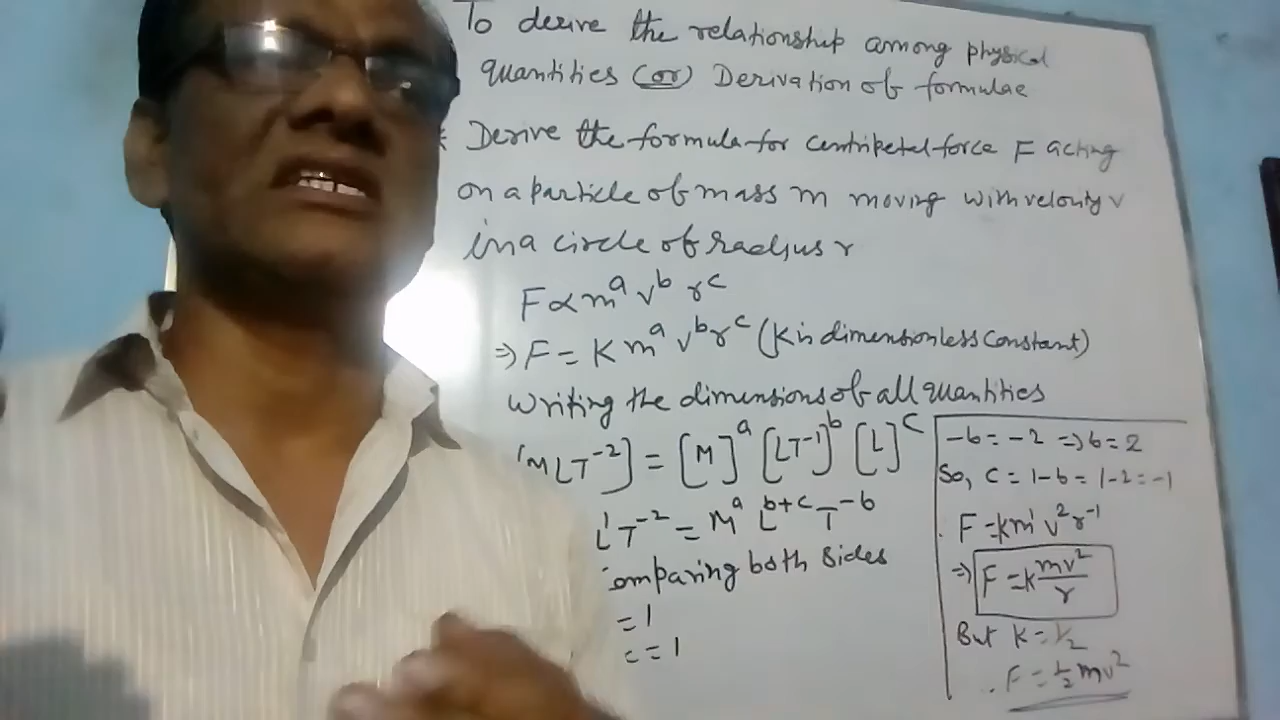 To derive the relationship among physical
quantities (or) Derivation of formulae
* Derive the formula for centripetal force F acting
on a particle of mass m moving with velocity v
in a circle of radius r
F ∝ m^a v^b r^c
⇒ F = K m^a v^b r^c (K is dimensionless constant)
Writing the dimensions of all quantities
[MLT^-2] = [M]^a [LT^-1]^b [L]^c
L^1 T^-2 = M^a L^b+c T^-b
omparing both sides
= 1
c = 1
-b = -2 ⇒ b = 2
So, c = 1-b = 1-2 = -1
F = k m^1 v^2 r^-1
⇒ F = k mv^2/r
But K = 1/2
∴ F = 1/2 mv^2